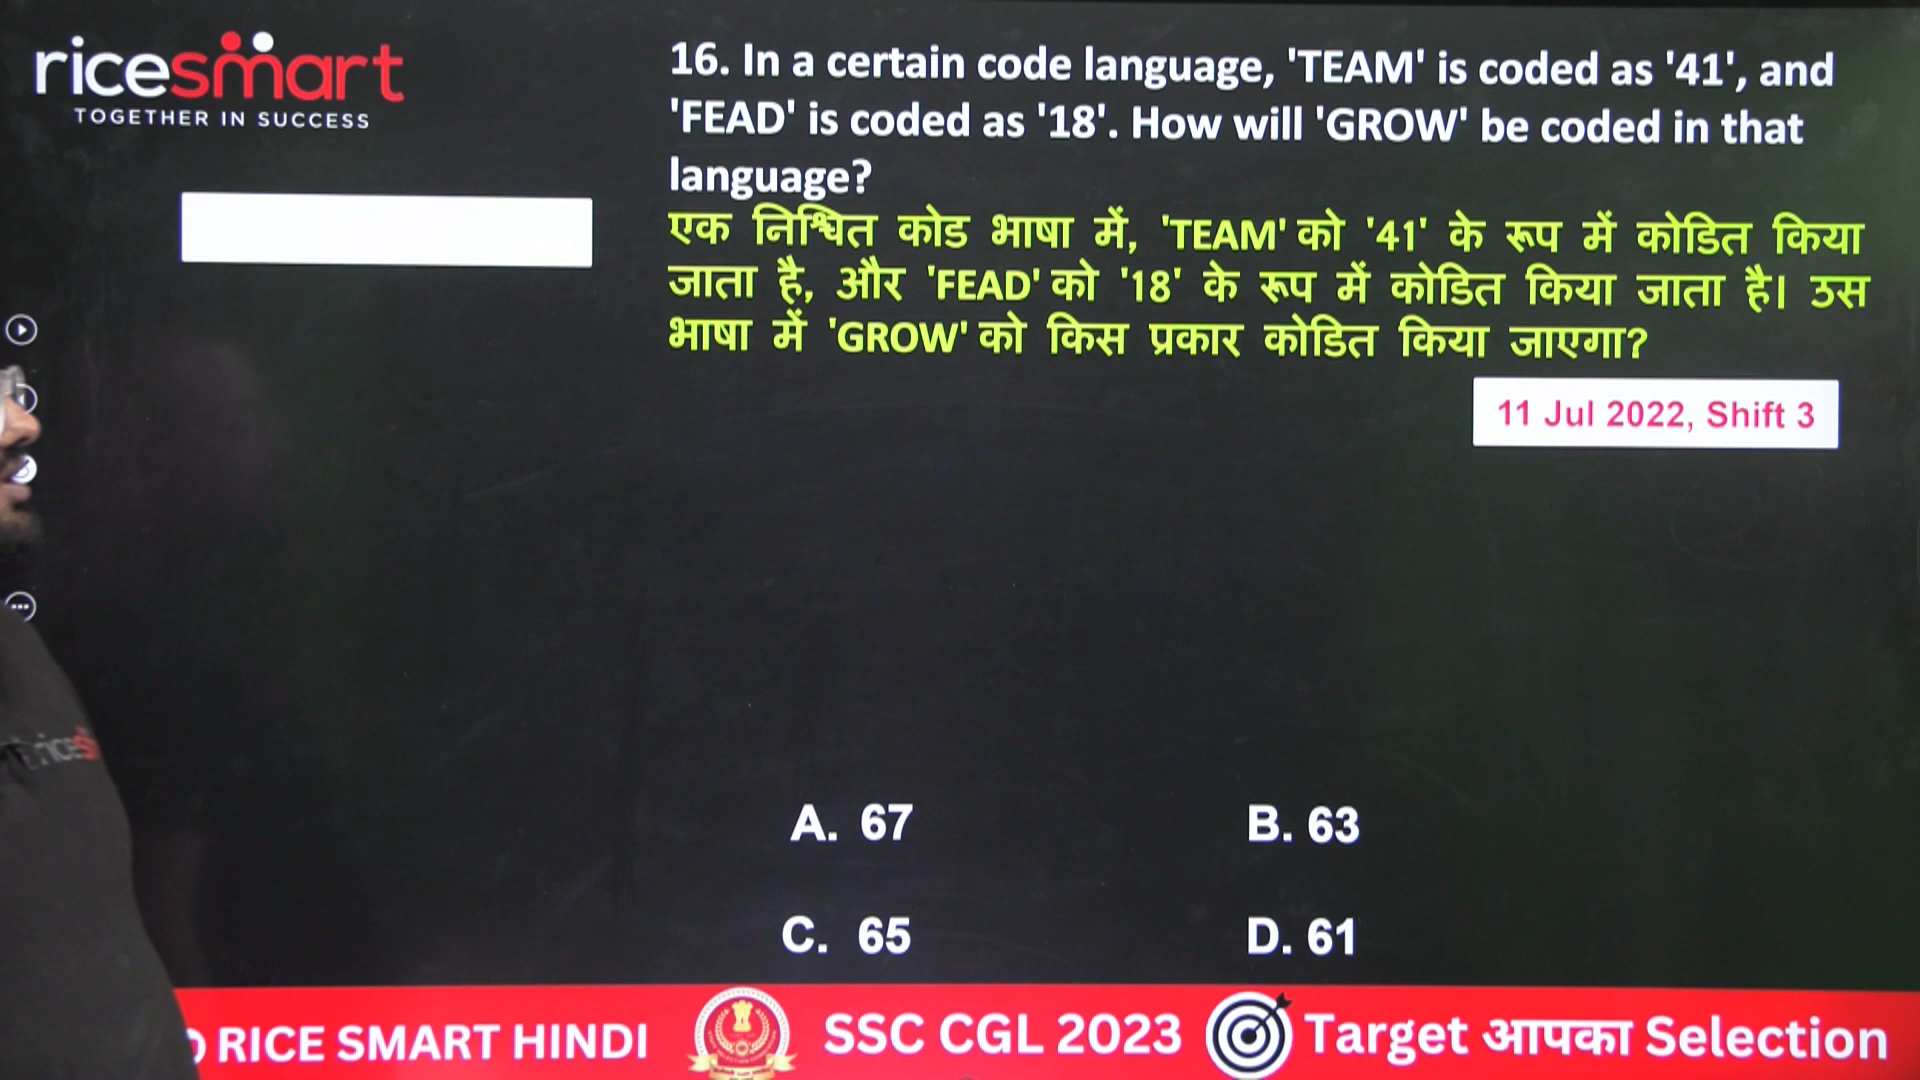 ricesmart
TOGETHER IN SUCCESS
16. In a certain code language, 'TEAM' is coded as '41', and
'FEAD' is coded as '18'. How will 'GROW' be coded in that
language?
एक निश्चित कोड भाषा में, 'TEAM' को '41' के रूप में कोडित किया
जाता है, और 'FEAD' को '18' के रूप में कोडित किया जाता है। उस
भाषा में 'GROW' को किस प्रकार कोडित किया जाएगा?
11 Jul 2022, Shift 3
A. 67
B. 63
C. 65
D. 61
RICE SMART HINDI
SSC CGL 2023
Target आपका Selection